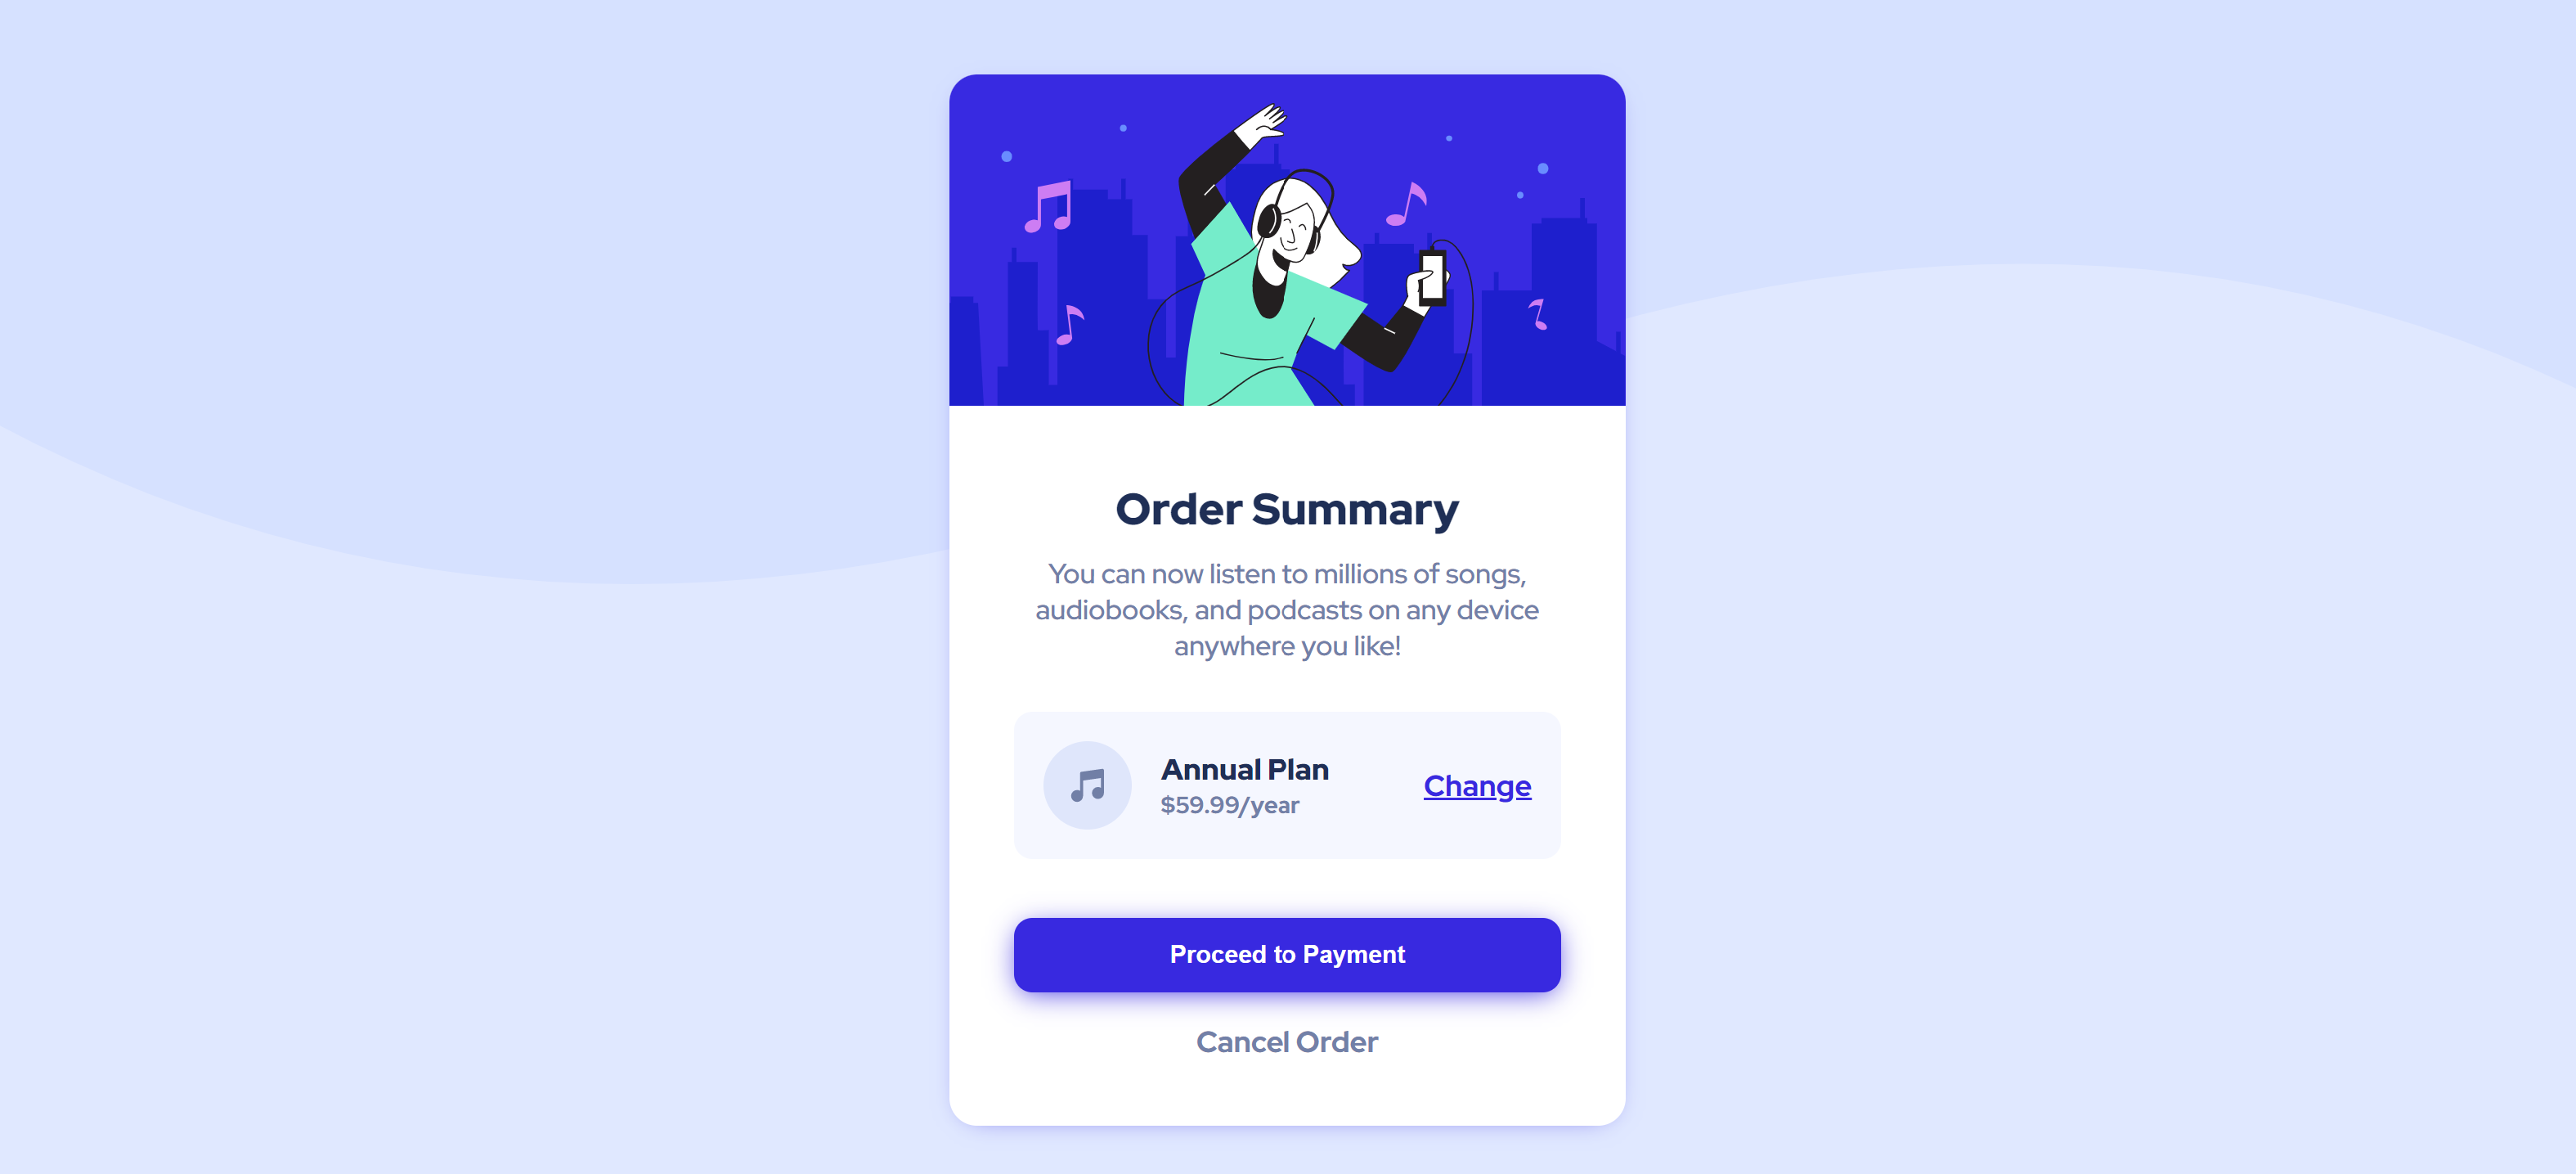 Order Summary
You can now listen to millions of songs,
audiobooks, and podcasts on any device
anywhere you like!
Annual Plan
$59.99/year
Change
Proceed to Payment
Cancel Order